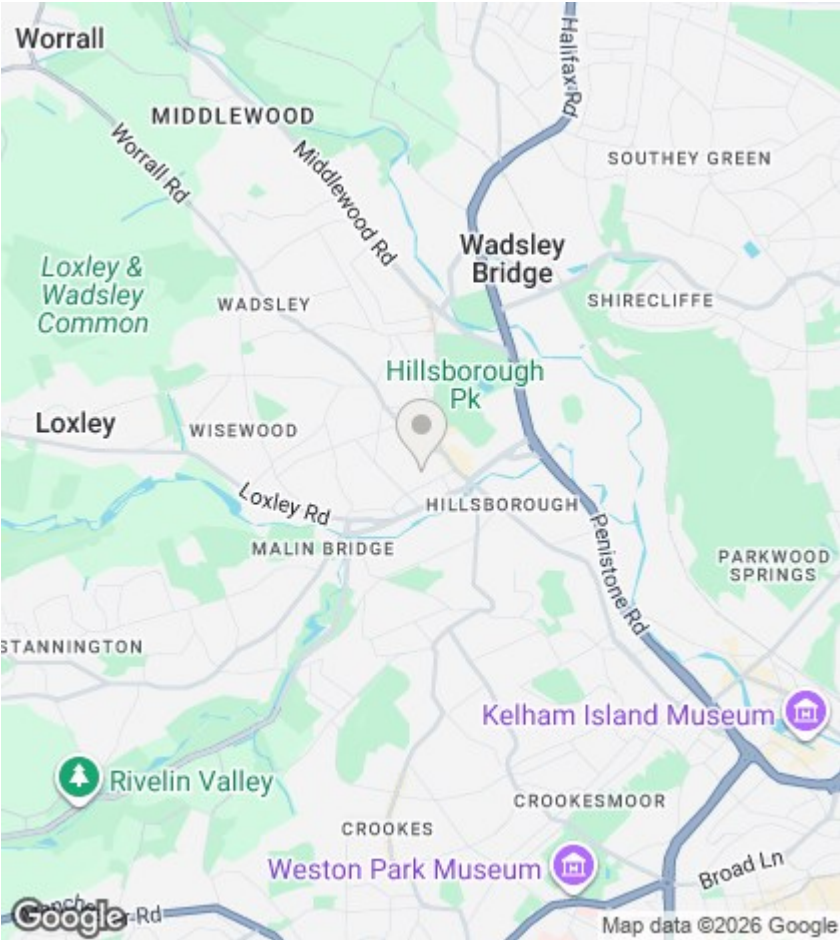 Worrall
Halifax Rd
MIDDLEWOOD
Worrall Rd
Middlewood Rd
SOUTHEY GREEN
Wadsley
Bridge
Loxley &
Wadsley
Common
WADSLEY
SHIRECLIFFE
Hillsborough
Pk
Loxley
WISEWOOD
Loxley Rd
HILLSBOROUGH
MALIN BRIDGE
Penistone Rd
PARKWOOD
SPRINGS
STANNINGTON
Kelham Island Museum
Rivelin Valley
CROOKESMOOR
CROOKES
Weston Park Museum
Broad Ln
Google
Rd
Map data ©2026 Google